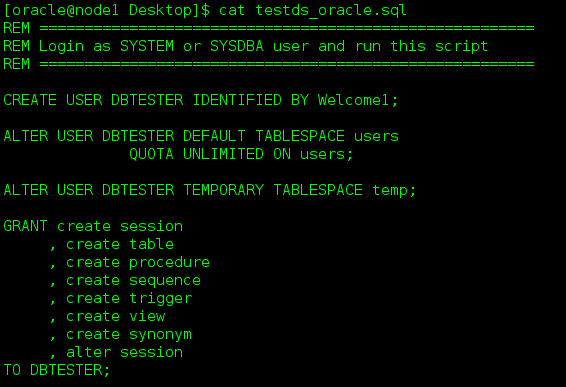 [oracle@node1 Desktop]$ cat testds_oracle.sql
REM =======================================================
REM Login as SYSTEM or SYSDBA user and run this script
REM =======================================================
CREATE USER DBTESTER IDENTIFIED BY Welcome1;
ALTER USER DBTESTER DEFAULT TABLESPACE users
QUOTA UNLIMITED ON users;
ALTER USER DBTESTER TEMPORARY TABLESPACE temp;
GRANT create session
, create table
, create procedure
, create sequence
, create trigger
, create view
, create synonym
, alter session
TO DBTESTER;